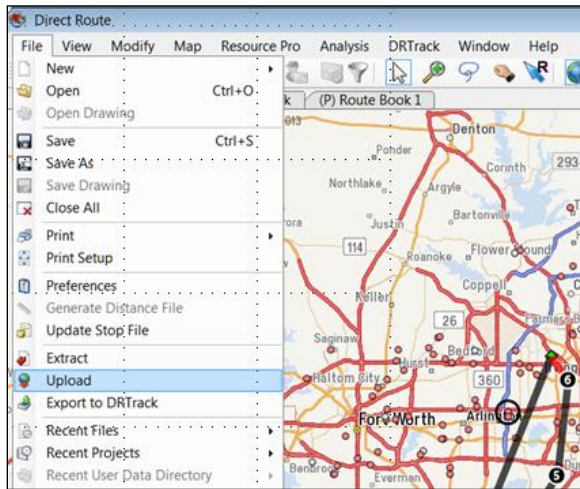 Direct Route
File View Modify Map Resource Pro Analysis DRTrack Window Help
New
Open Ctrl+O
Open Drawing
Save Ctrl+S
Save As
Save Drawing
Close All
Print
Print Setup
Preferences
Generate Distance File
Update Stop File
Extract
Upload
Export to DRTrack
Recent Files
Recent Projects
Recent User Data Directory
k (P) Route Book 1
Denton
Ponder
Corinth
293
Northlake
Argyle
Justin
Bartonville
114
Roanoke
Flower Mound
Coppell
Keller
26
Farmers B
Saginaw
Hurst
Bedford
Haltom City
360
6
Fort Worth
Arlington
Benbrook
Everman
5